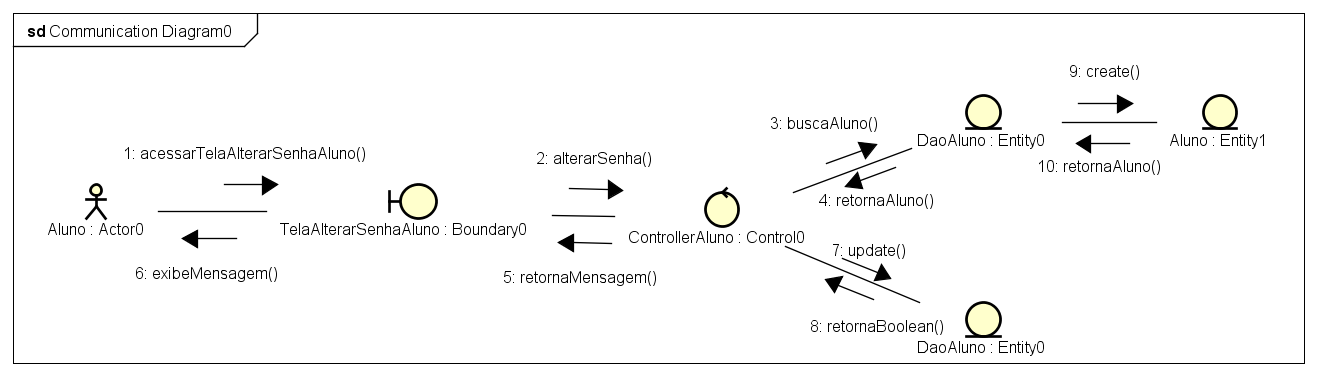 sd Communication Diagram0
9: create()
3: buscaAluno()
DaoAluno : Entity0
Aluno : Entity1
1: acessarTelaAlterarSenhaAluno()
2: alterarSenha()
10: retornaAluno()
4: retornaAluno()
Aluno : Actor0
TelaAlterarSenhaAluno : Boundary0
ControllerAluno : Control0
7: update()
6: exibeMensagem()
5: retornaMensagem()
8: retornaBoolean()
DaoAluno : Entity0